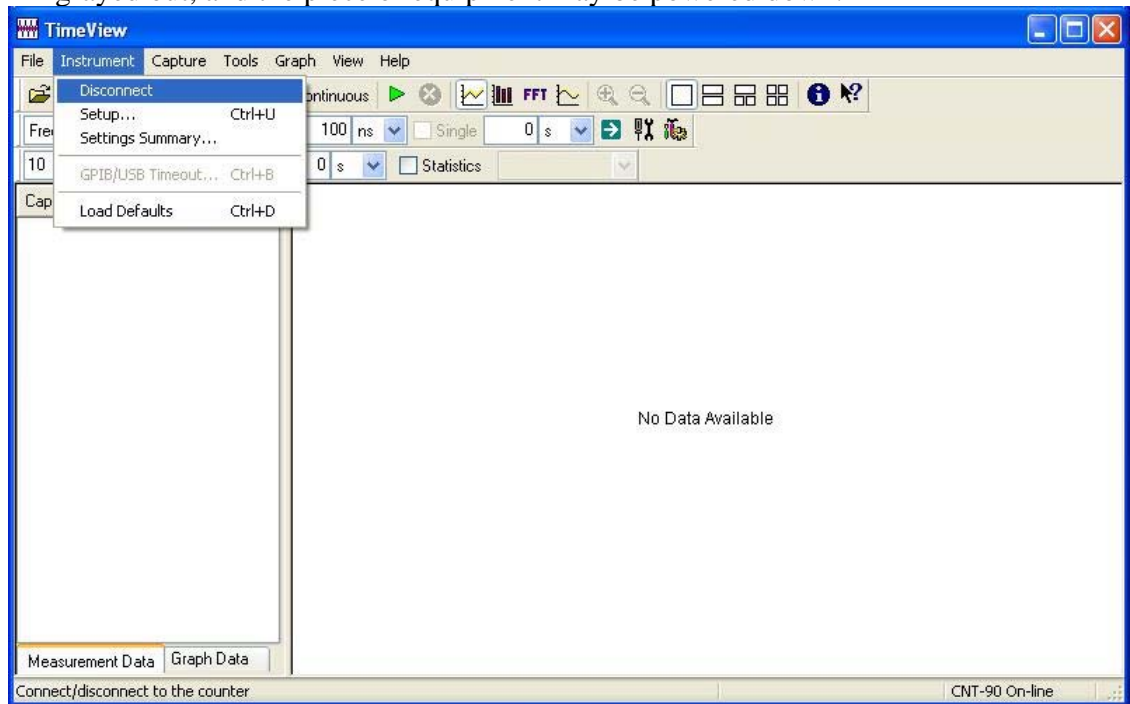 TimeView
File Instrument Capture Tools Graph View Help
Disconnect
Setup... Ctrl+U
Settings Summary...
GPIB/USB Timeout... Ctrl+B
Load Defaults Ctrl+D
ontinuous FFT
Fre 100 ns Single 0 s
10 0 s Statistics
Cap
No Data Available
Measurement Data Graph Data
Connect/disconnect to the counter CNT-90 On-line